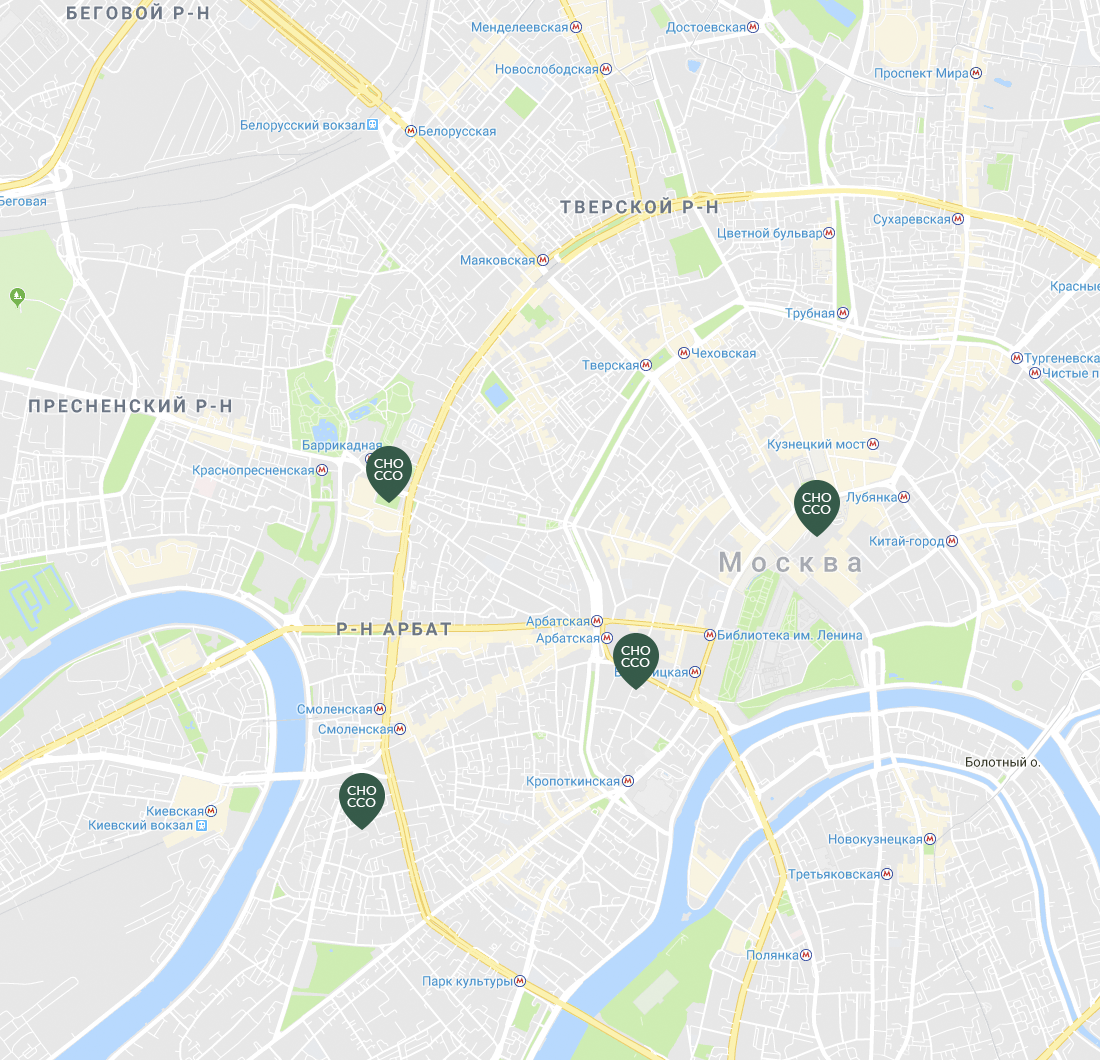 БЕГОВОЙ Р-Н
Менделеевская
Достоевская
Новослободская
Проспект Мира
Белорусский вокзал
Белорусская
Беговая
ТВЕРСКОЙ Р-Н
Сухаревская
Цветной бульвар
Маяковская
Красные
Трубная
Чеховская
Тургеневска
Тверская
Чистые п
ПРЕСНЕНСКИЙ Р-Н
Баррикадная
Кузнецкий мост
Краснопресненская
CHO
CCO
CHO
CCO
Лубянка
Китай-город
Москва
Р-Н АРБАТ
Арбатская
Арбатская
Библиотека им. Ленина
CHO
CCO
ицкая
Смоленская
Смоленская
Болотный о.
Кропоткинская
CHO
CCO
Киевская
Киевский вокзал
Новокузнецкая
Третьяковская
Полянка
Парк культуры